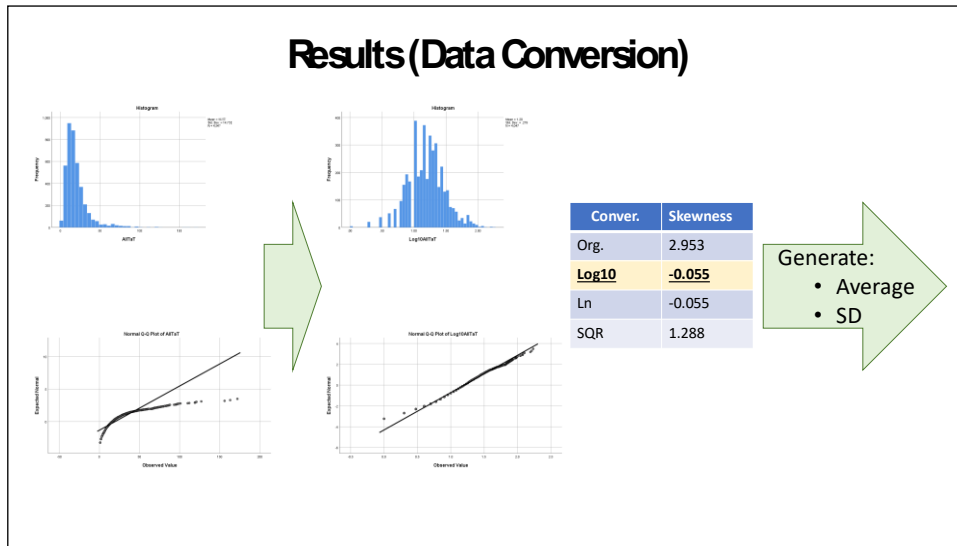 Results (Data Conversion)
Histogram
Frequency
AllTaT
Histogram
Frequency
Log10AllTaT
Normal Q-Q Plot of AllTaT
Expected Normal
Observed Value
Normal Q-Q Plot of Log10AllTaT
Expected Normal
Observed Value
Conver. Skewness
Org. 2.953
Log10 -0.055
Ln -0.055
SQR 1.288
Generate:
• Average
• SD